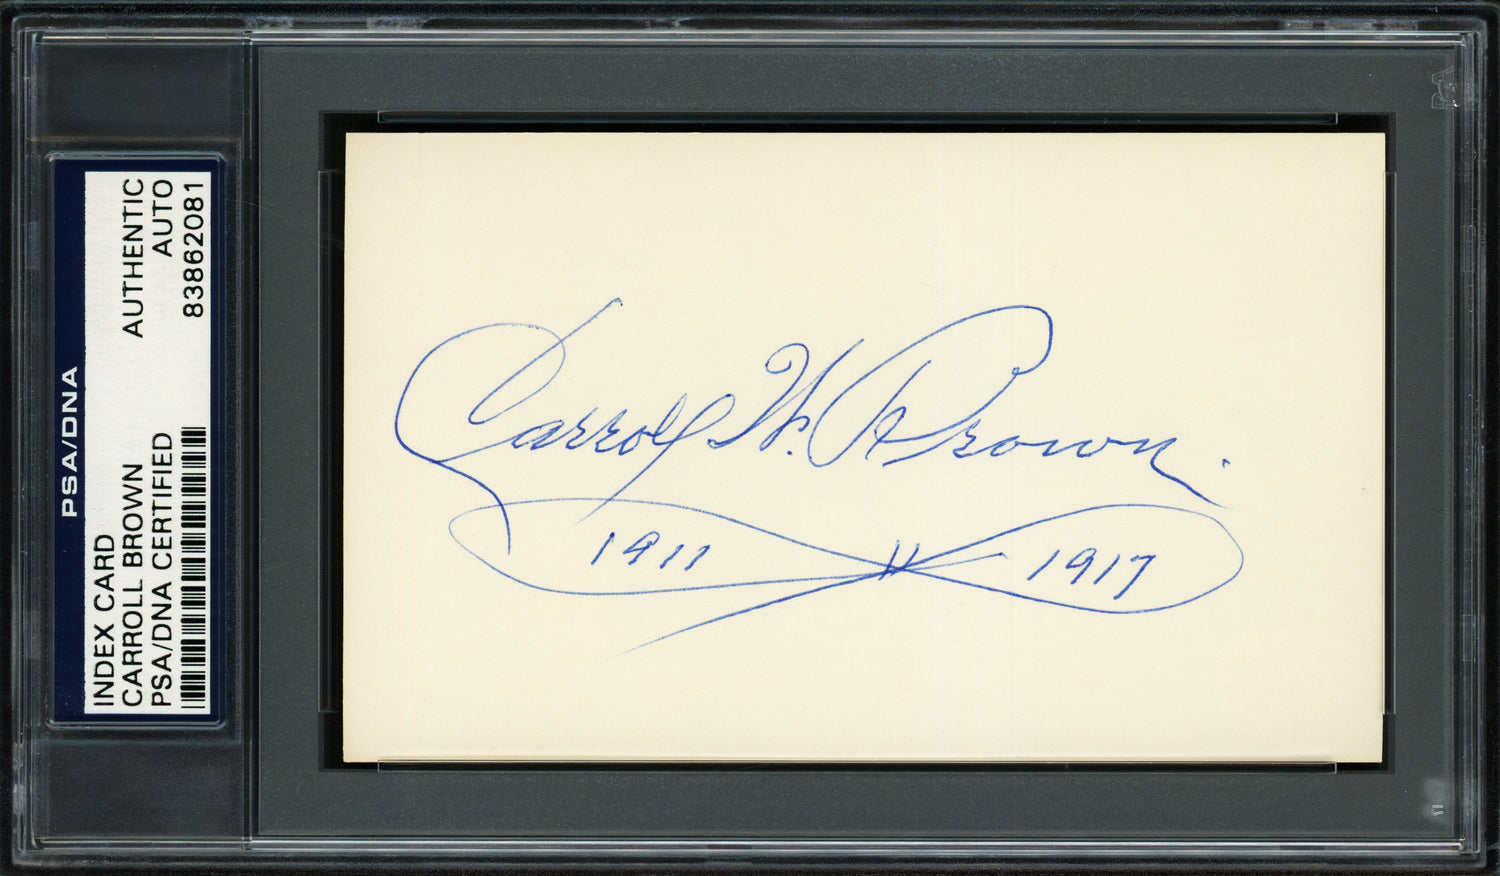 PSA/DNA
INDEX CARD AUTHENTIC
CARROLL BROWN AUTO
PSA/DNA CERTIFIED 83862081
Carroll W. Brown.
1911 1917